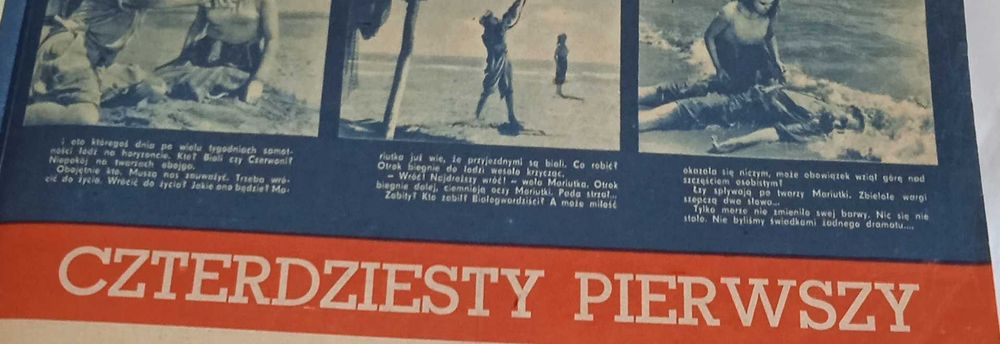 I oto któregoś dnia po wielu tygodniach samot-
ności łódź na horyzoncie. Kto? Biali czy Czerwoni?
Niepokój na twarzach obojga.
Obojętnie kto. Muszą nas zauważyć. Trzeba wró-
cić do życia. Wrócić do życia? Jakie ono będzie? Ma-
riutka już wie, że przyjezdnymi są biali. Co robić?
Otrok biegnie do łodzi wesoło krzycząc.
— Wróć! Najdroższy wróć! — woła Mariutka. Otrok
biegnie dalej, ciemnieją oczy Mariutki. Pada strzał...
Zabity? Kto zabił? Białogwardziści? A może miłość
okazała się niczym, może obowiązek wziął górę nad
szczęściem osobistym?
Łzy spływają po twarzy Mariutki. Zbielałe wargi
szepczą dwa słowa...
Tylko morze nie zmieniło swej barwy. Nic się nie
stało. Nie byliśmy świadkami żadnego dramatu....
CZTERDZIESTY PIERWSZY